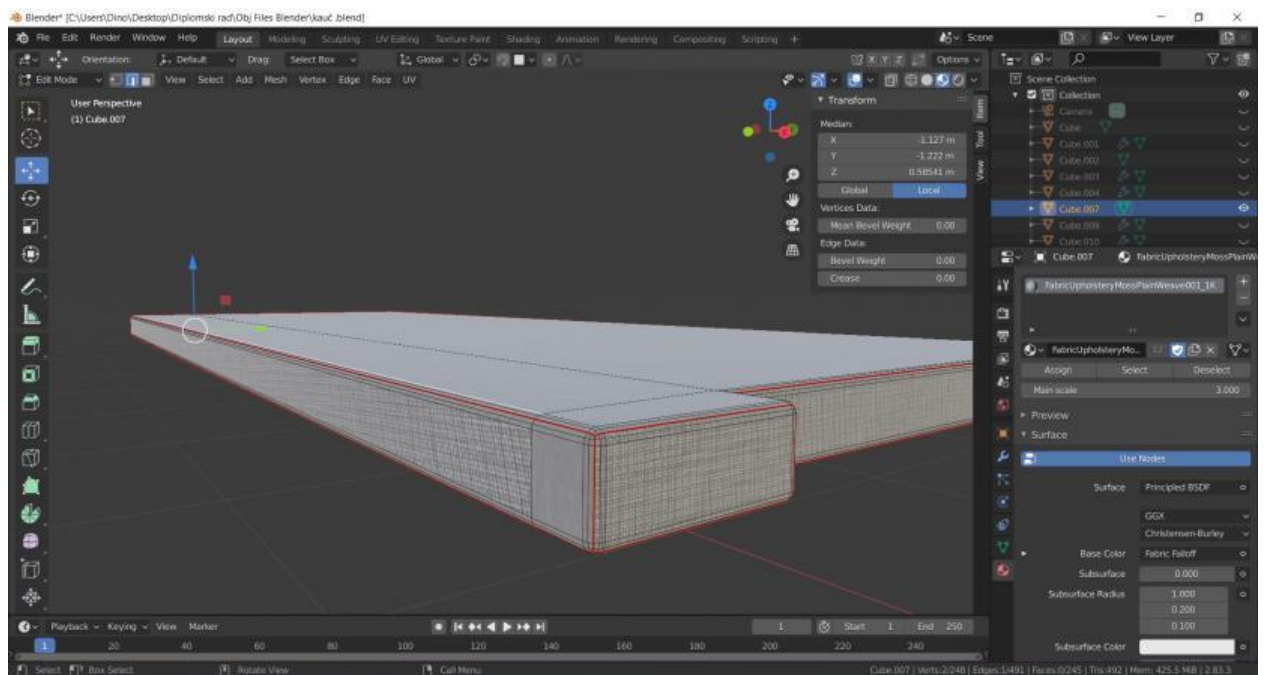 Blender* [C:\Users\Dino\Desktop\Diplomski rad\Obj Files Blender\kauč .blend]
File Edit Render Window Help Layout Modeling Sculpting UV Editing Texture Paint Shading Animation Rendering Compositing Scripting + Scene View Layer
Orientation: Default Drag: Select Box Global X Y Z Options
Edit Mode View Select Add Mesh Vertex Edge Face UV
User Perspective
(1) Cube.007
Transform
Median:
X -1.127 m
Y -1.222 m
Z 0.58541 m
Global Local
Vertices Data:
Mean Bevel Weight 0.00
Edge Data:
Bevel Weight 0.00
Crease 0.00
Item
Tool
View
Scene Collection
Collection
Camera
Cube
Cube.001
Cube.002
Cube.003
Cube.004
Cube.007
Cube.009
Cube.010
Cube.007 FabricUpholsteryMossPlainW
FabricUpholsteryMossPlainWeave001_1K
FabricUpholsteryMo...
Assign Select Deselect
Main scale 3.000
Preview
Surface
Use Nodes
Surface Principled BSDF
GGX
Christensen-Burley
Base Color Fabric Falloff
Subsurface 0.000
Subsurface Radius 1.000
0.200
0.100
Subsurface Color
Playback Keying View Marker 1 Start 1 End 250
1 20 40 60 80 100 120 140 160 180 200 220 240
Select Box Select Rotate View Call Menu Cube.007 | Verts:2/248 | Edges:1/491 | Faces:0/245 | Tris:492 | Mem: 425.5 MiB | 2.83.3